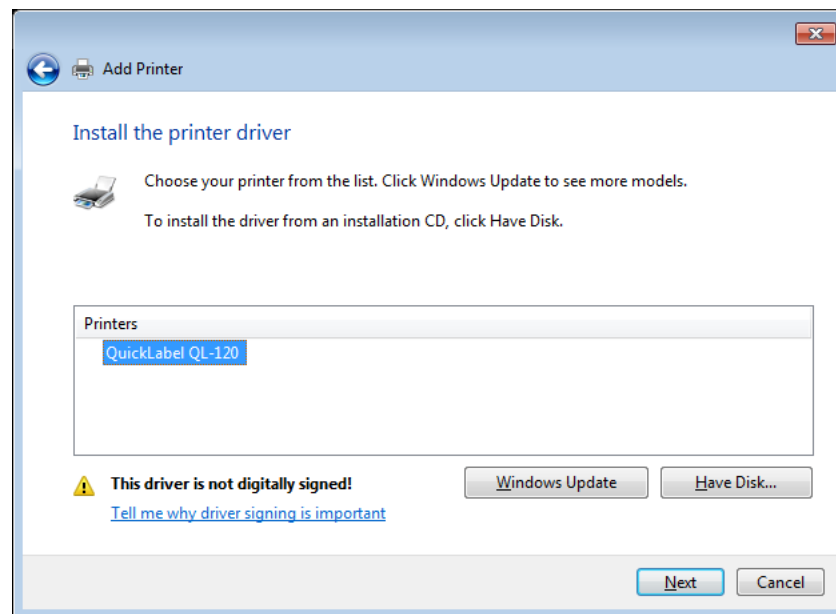 Add Printer
Install the printer driver
Choose your printer from the list. Click Windows Update to see more models.
To install the driver from an installation CD, click Have Disk.
Printers
QuickLabel QL-120
This driver is not digitally signed!
Windows Update
Have Disk...
Tell me why driver signing is important
Next
Cancel